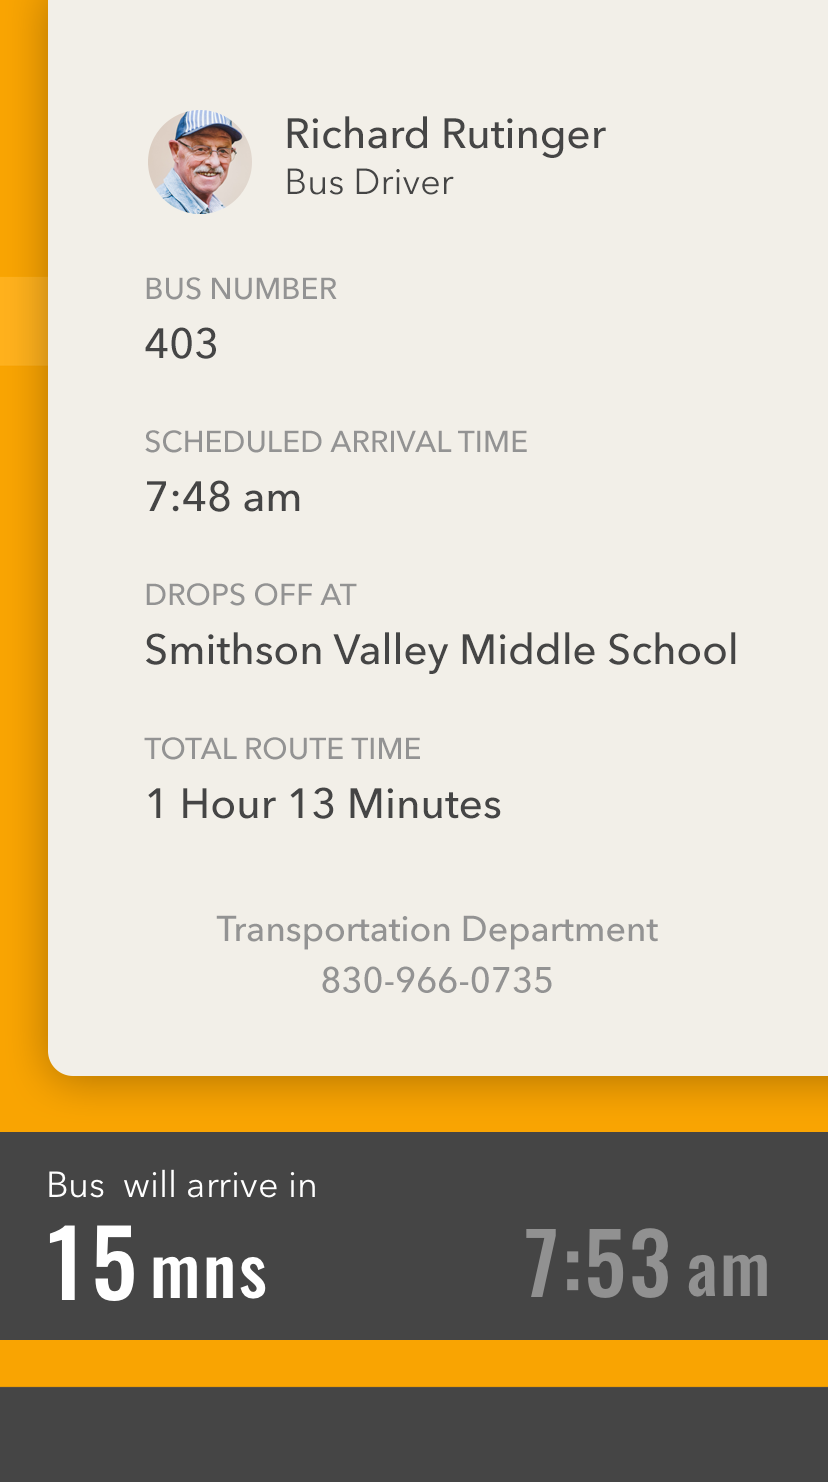 Richard Rutinger
Bus Driver
BUS NUMBER
403
SCHEDULED ARRIVAL TIME
7:48 am
DROPS OFF AT
Smithson Valley Middle School
TOTAL ROUTE TIME
1 Hour 13 Minutes
Transportation Department
830-966-0735
Bus  will arrive in
15 mns
7:53 am